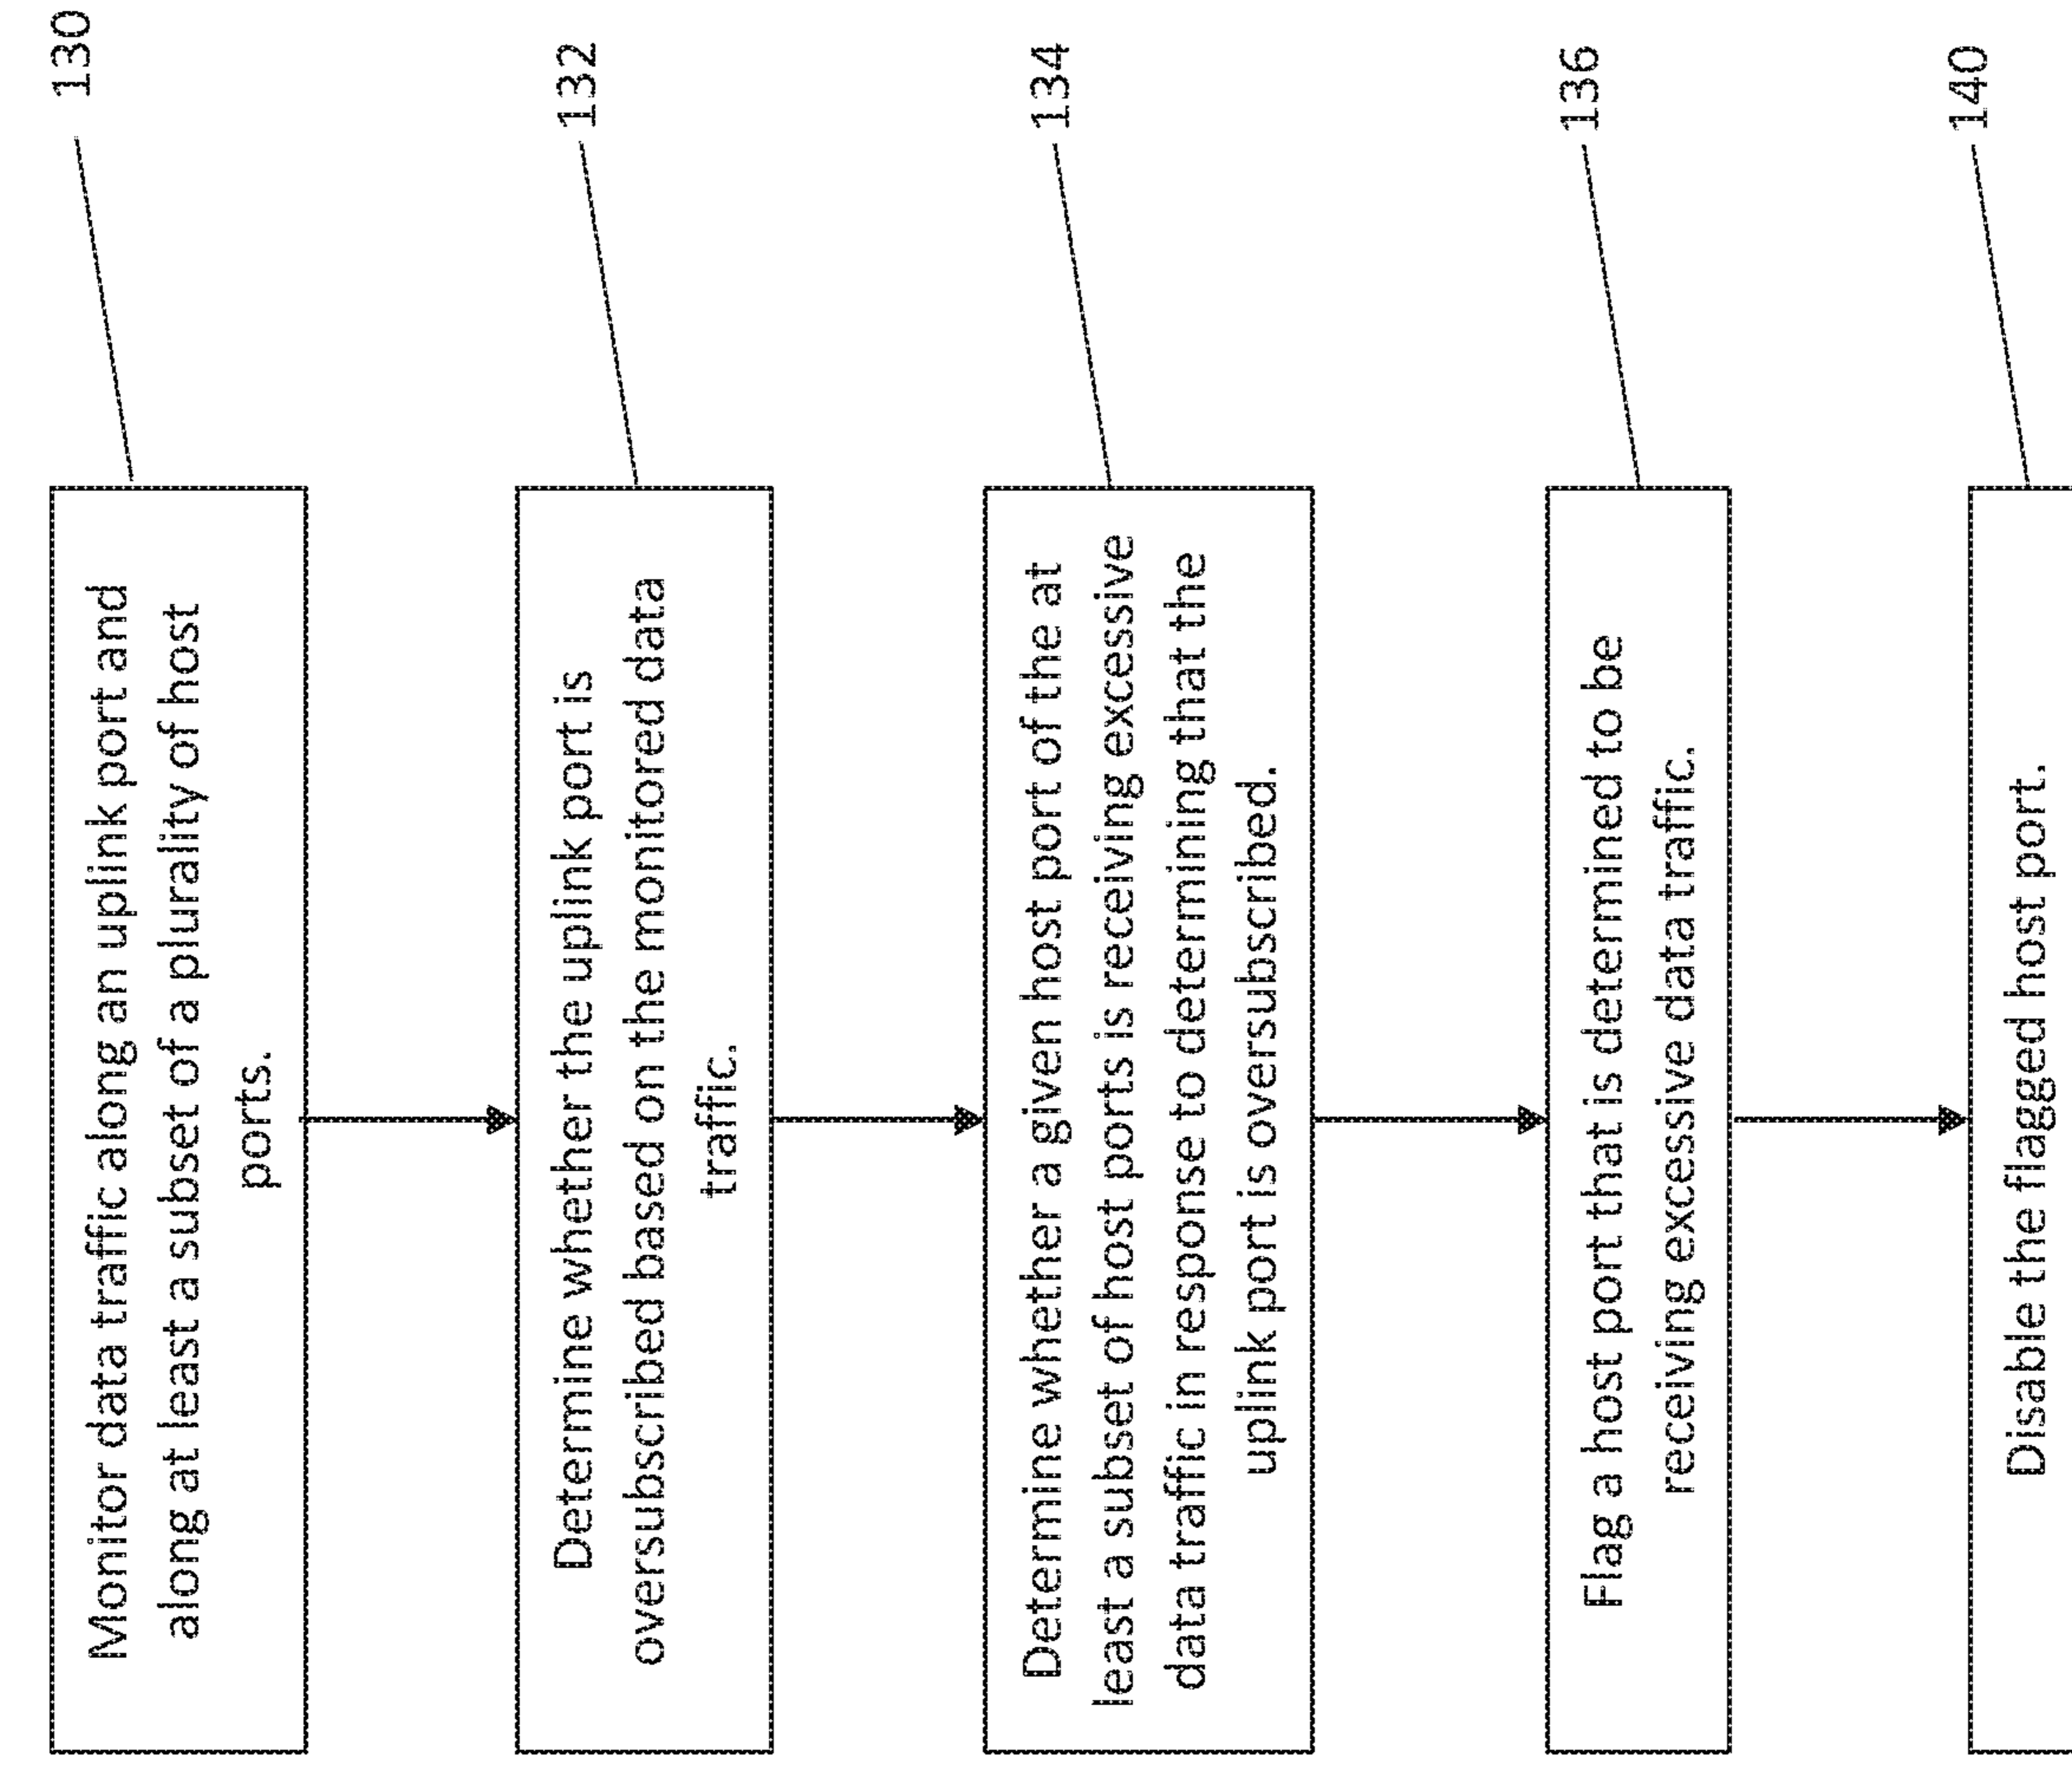 130
Monitor data traffic along an uplink port and
along at least a subset of a plurality of host
ports.
132
Determine whether the uplink port is
oversubscribed based on the monitored data
traffic.
134
Determine whether a given host port of the at
least a subset of host ports is receiving excessive
data traffic in response to determining that the
uplink port is oversubscribed.
136
Flag a host port that is determined to be
receiving excessive data traffic.
140
Disable the flagged host port.